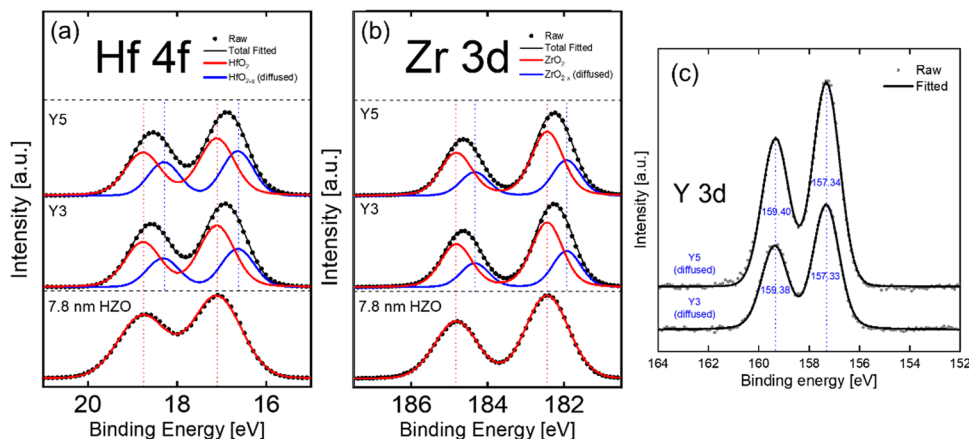 (a)
Hf 4f
Raw
Total Fitted
HfO₂
HfO₂₋ₓ (diffused)
Y5
Y3
7.8 nm HZO
Intensity [a.u.]
20
18
16
Binding Energy [eV]
(b)
Zr 3d
Raw
Total Fitted
ZrO₂
ZrO₂₋ₓ (diffused)
Y5
Y3
7.8 nm HZO
Intensity [a.u.]
186
184
182
Binding Energy [eV]
(c)
Raw
Fitted
Y 3d
157.34
159.40
Y5
(diffused)
157.33
159.38
Y3
(diffused)
Intensity [a.u.]
164
162
160
158
156
154
152
Binding energy [eV]